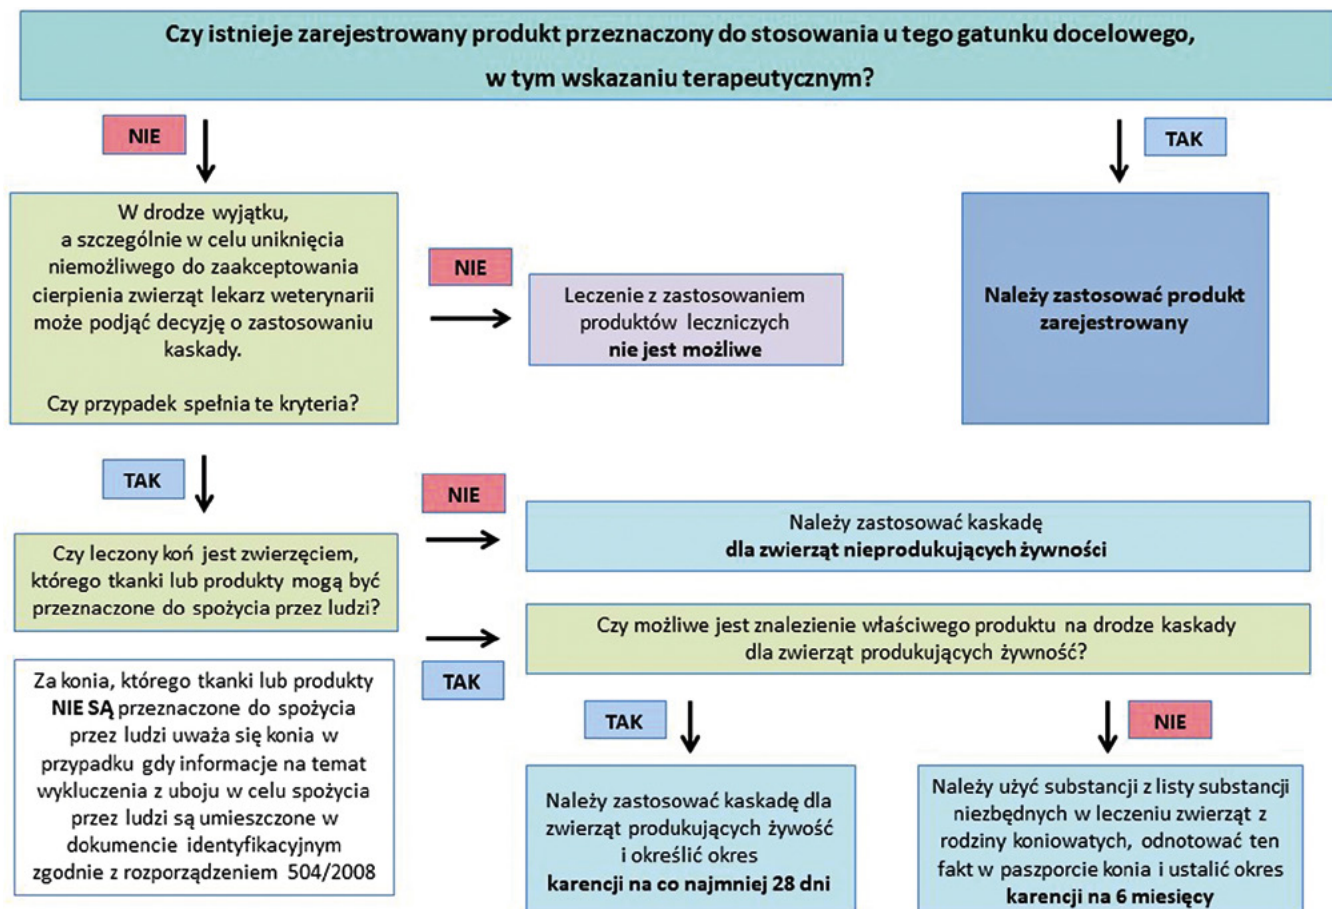 Czy istnieje zarejestrowany produkt przeznaczony do stosowania u tego gatunku docelowego,
w tym wskazaniu terapeutycznym?
NIE
TAK
W drodze wyjątku,
a szczególnie w celu uniknięcia
niemożliwego do zaakceptowania
cierpienia zwierząt lekarz weterynarii
może podjąć decyzję o zastosowaniu
kaskady.
Czy przypadek spełnia te kryteria?
NIE
Leczenie z zastosowaniem
produktów leczniczych
nie jest możliwe
Należy zastosować produkt
zarejestrowany
TAK
Czy leczony koń jest zwierzęciem,
którego tkanki lub produkty mogą być
przeznaczone do spożycia przez ludzi?
NIE
Należy zastosować kaskadę
dla zwierząt nieprodukujących żywności
TAK
Czy możliwe jest znalezienie właściwego produktu na drodze kaskady
dla zwierząt produkujących żywność?
Za konia, którego tkanki lub produkty
NIE SĄ przeznaczone do spożycia
przez ludzi uważa się konia w
przypadku gdy informacje na temat
wykluczenia z uboju w celu spożycia
przez ludzi są umieszczone w
dokumencie identyfikacyjnym
zgodnie z rozporządzeniem 504/2008
TAK
NIE
Należy zastosować kaskadę dla
zwierząt produkujących żywość
i określić okres
karencji na co najmniej 28 dni
Należy użyć substancji z listy substancji
niezbędnych w leczeniu zwierząt z
rodziny koniowatych, odnotować ten
fakt w paszporcie konia i ustalić okres
karencji na 6 miesięcy